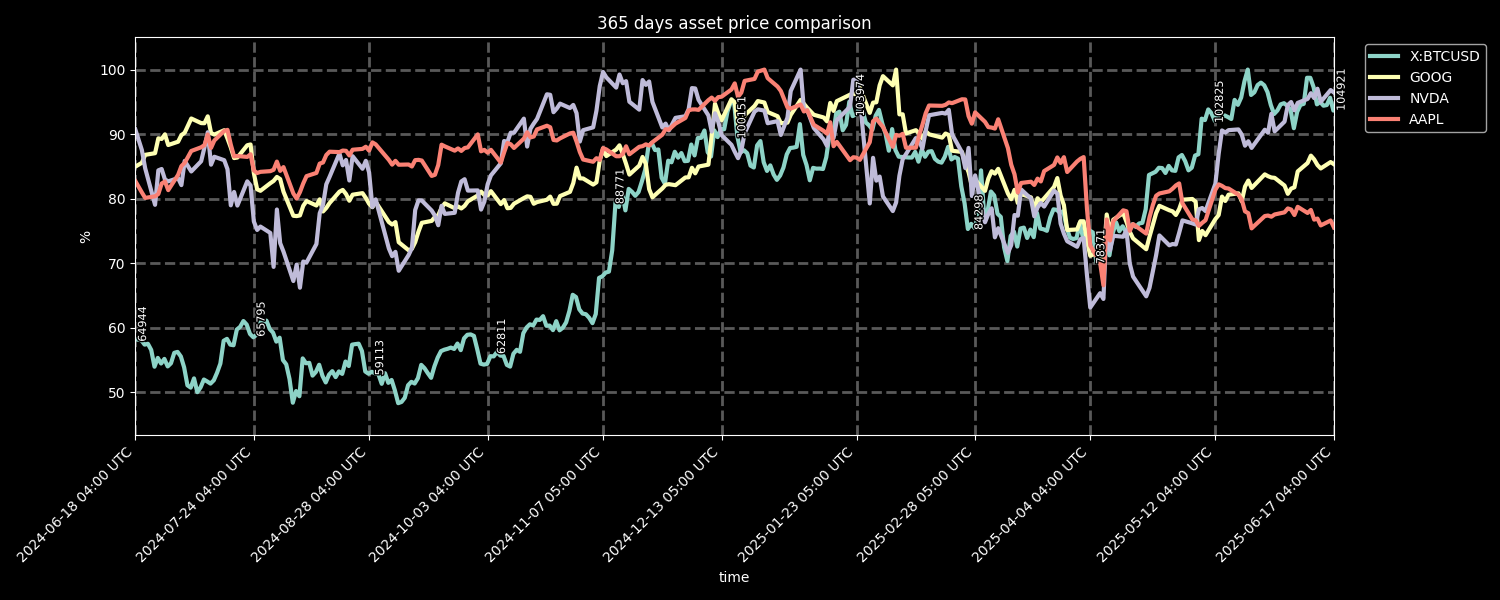 365 days asset price comparison
100
90
80
70
60
50
%
64944
65795
59113
62811
88771
100151
103974
84298
78371
102825
104921
2024-06-18 04:00 UTC
2024-07-24 04:00 UTC
2024-08-28 04:00 UTC
2024-10-03 04:00 UTC
2024-11-07 05:00 UTC
2024-12-13 05:00 UTC
2025-01-23 05:00 UTC
2025-02-28 05:00 UTC
2025-04-04 04:00 UTC
2025-05-12 04:00 UTC
2025-06-17 04:00 UTC
time
X:BTCUSD
GOOG
NVDA
AAPL